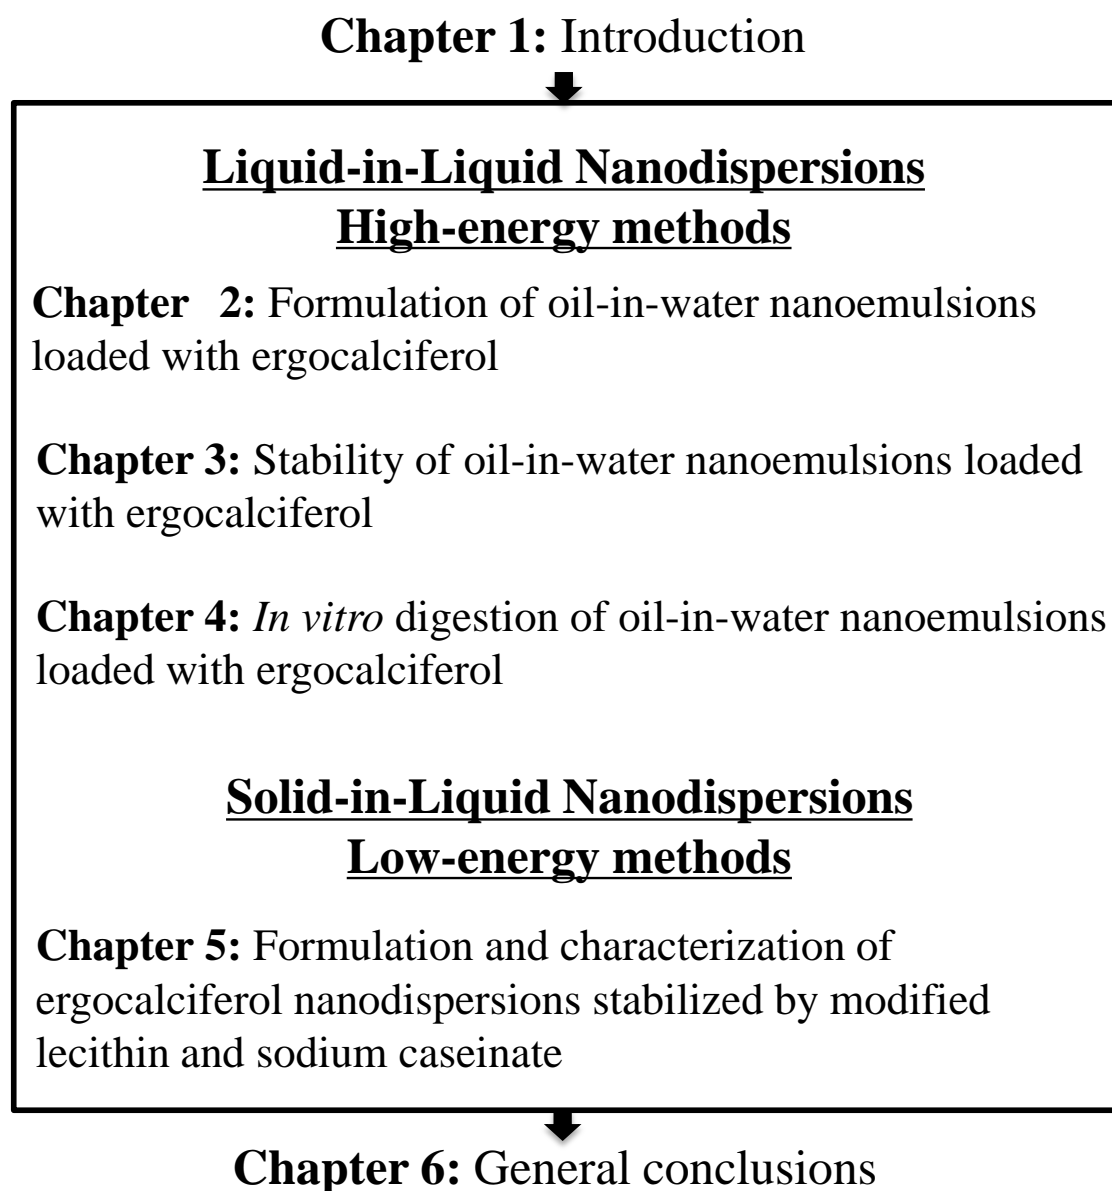 Chapter 1: Introduction
Liquid-in-Liquid Nanodispersions
High-energy methods
Chapter 2: Formulation of oil-in-water nanoemulsions
loaded with ergocalciferol
Chapter 3: Stability of oil-in-water nanoemulsions loaded
with ergocalciferol
Chapter 4: In vitro digestion of oil-in-water nanoemulsions
loaded with ergocalciferol
Solid-in-Liquid Nanodispersions
Low-energy methods
Chapter 5: Formulation and characterization of
ergocalciferol nanodispersions stabilized by modified
lecithin and sodium caseinate
Chapter 6: General conclusions